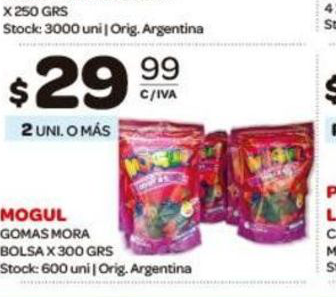 X 250 GRS
Stock: 3000 uni | Orig. Argentina
$29 99
C/IVA
2 UNI. O MÁS
MOGUL
GOMAS MORA
BOLSA X 300 GRS
Stock: 600 uni | Orig. Argentina